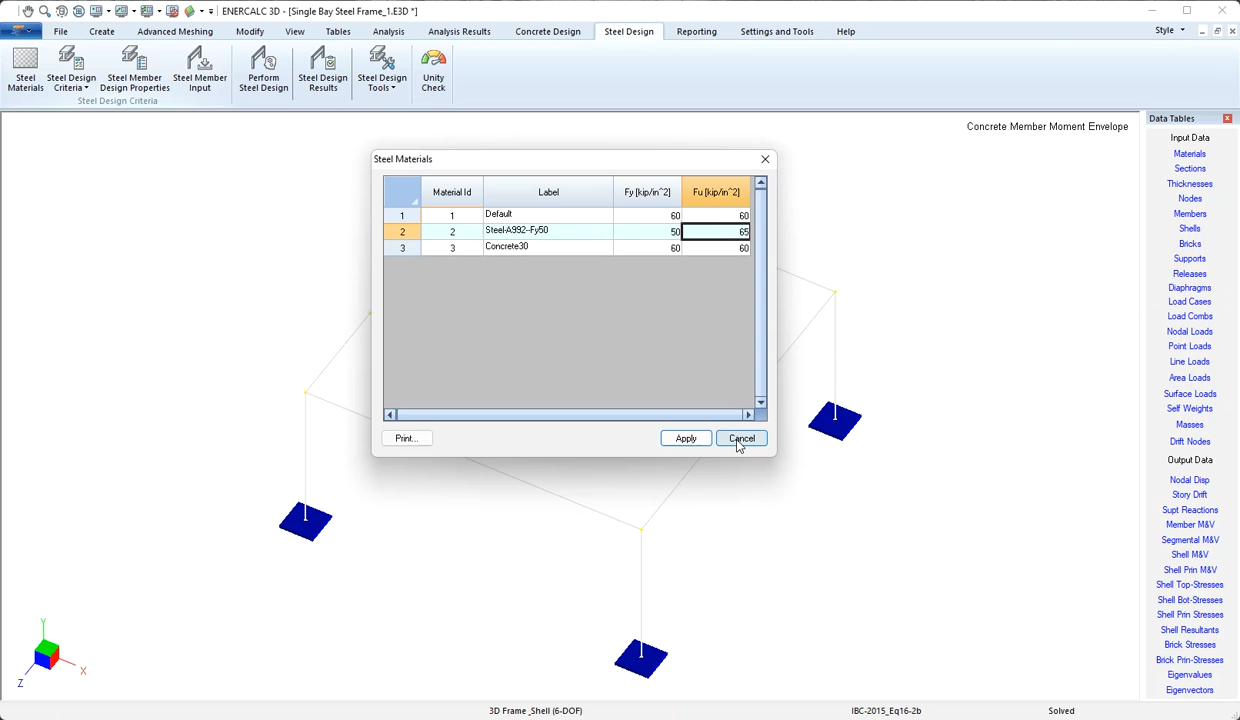 ENERCALC 3D - [Single Bay Steel Frame_1.E3D *]
File Create Advanced Meshing Modify View Tables Analysis Analysis Results Concrete Design Steel Design Reporting Settings and Tools Help Style
Steel Materials
Steel Design Criteria
Steel Member Design Properties
Steel Member Input
Perform Steel Design
Steel Design Results
Steel Design Tools
Unity Check
Steel Design Criteria
Concrete Member Moment Envelope
Steel Materials
Material Id Label Fy [kip/in^2] Fu [kip/in^2]
1 1 Default 60 60
2 2 Steel-A992--Fy50 50 65
3 3 Concrete30 60 60
Print... Apply Cancel
Y
X
Z
Data Tables
Input Data
Materials
Sections
Thicknesses
Nodes
Members
Shells
Bricks
Supports
Releases
Diaphragms
Load Cases
Load Combs
Nodal Loads
Point Loads
Line Loads
Area Loads
Surface Loads
Self Weights
Masses
Drift Nodes
Output Data
Nodal Disp
Story Drift
Supt Reactions
Member M&V
Segmental M&V
Shell M&V
Shell Prin M&V
Shell Top-Stresses
Shell Bot-Stresses
Shell Prin Stresses
Shell Resultants
Brick Stresses
Brick Prin-Stresses
Eigenvalues
Eigenvectors
3D Frame_Shell (6-DOF) IBC-2015_Eq16-2b Solved